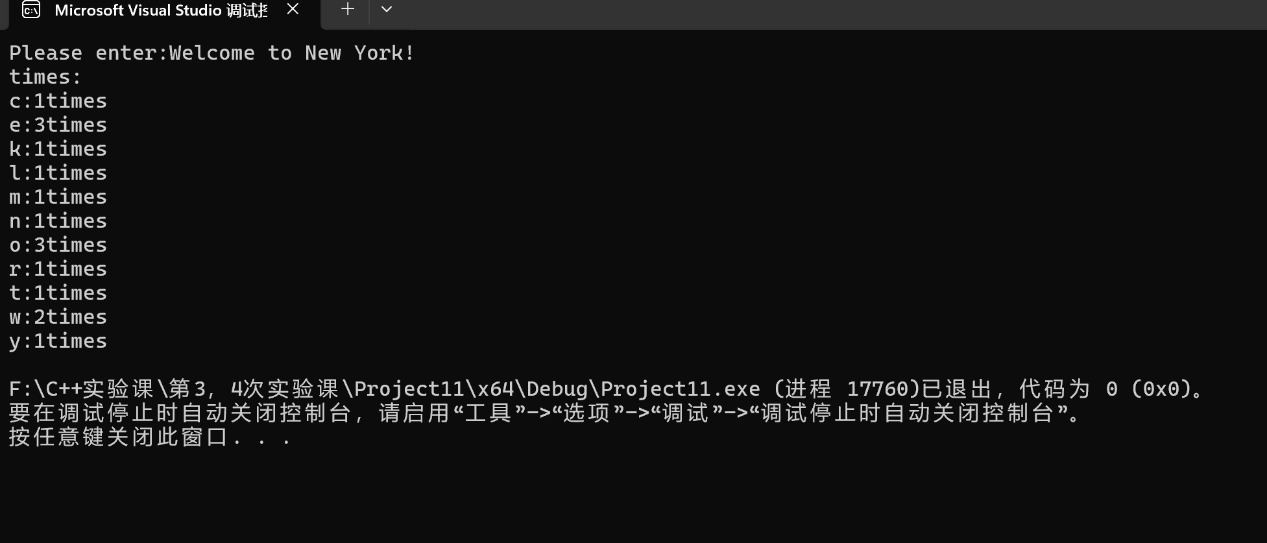 Microsoft Visual Studio 调试控
Please enter:Welcome to New York!
times:
c:1times
e:3times
k:1times
l:1times
m:1times
n:1times
o:3times
r:1times
t:1times
w:2times
y:1times
F:\C++实验课\第3，4次实验课\Project11\x64\Debug\Project11.exe (进程 17760)已退出，代码为 0 (0x0)。
要在调试停止时自动关闭控制台，请启用“工具”->“选项”->“调试”->“调试停止时自动关闭控制台”。
按任意键关闭此窗口. . .